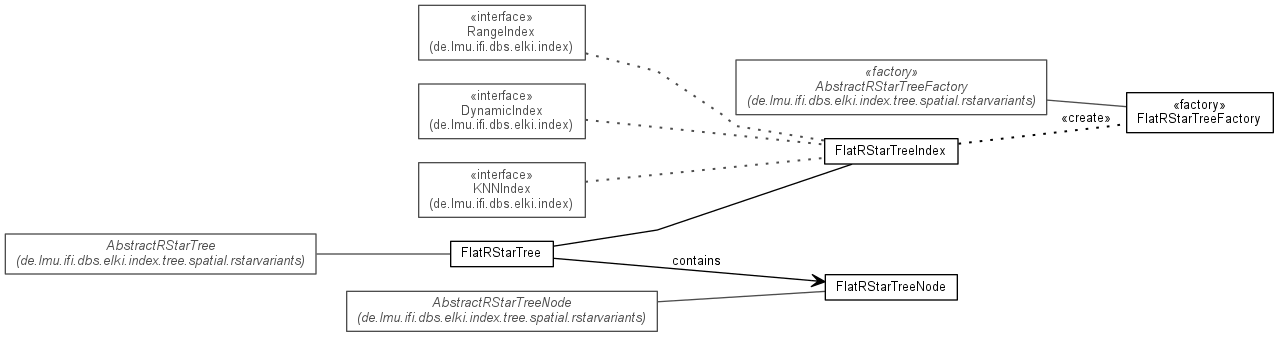 «interface»
RangeIndex
(de.lmu.ifi.dbs.elki.index)
«factory»
AbstractRStarTreeFactory
(de.lmu.ifi.dbs.elki.index.tree.spatial.rstarvariants)
«interface»
DynamicIndex
(de.lmu.ifi.dbs.elki.index)
«factory»
FlatRStarTreeFactory
«create»
FlatRStarTreeIndex
«interface»
KNNIndex
(de.lmu.ifi.dbs.elki.index)
AbstractRStarTree
(de.lmu.ifi.dbs.elki.index.tree.spatial.rstarvariants)
FlatRStarTree
contains
FlatRStarTreeNode
AbstractRStarTreeNode
(de.lmu.ifi.dbs.elki.index.tree.spatial.rstarvariants)